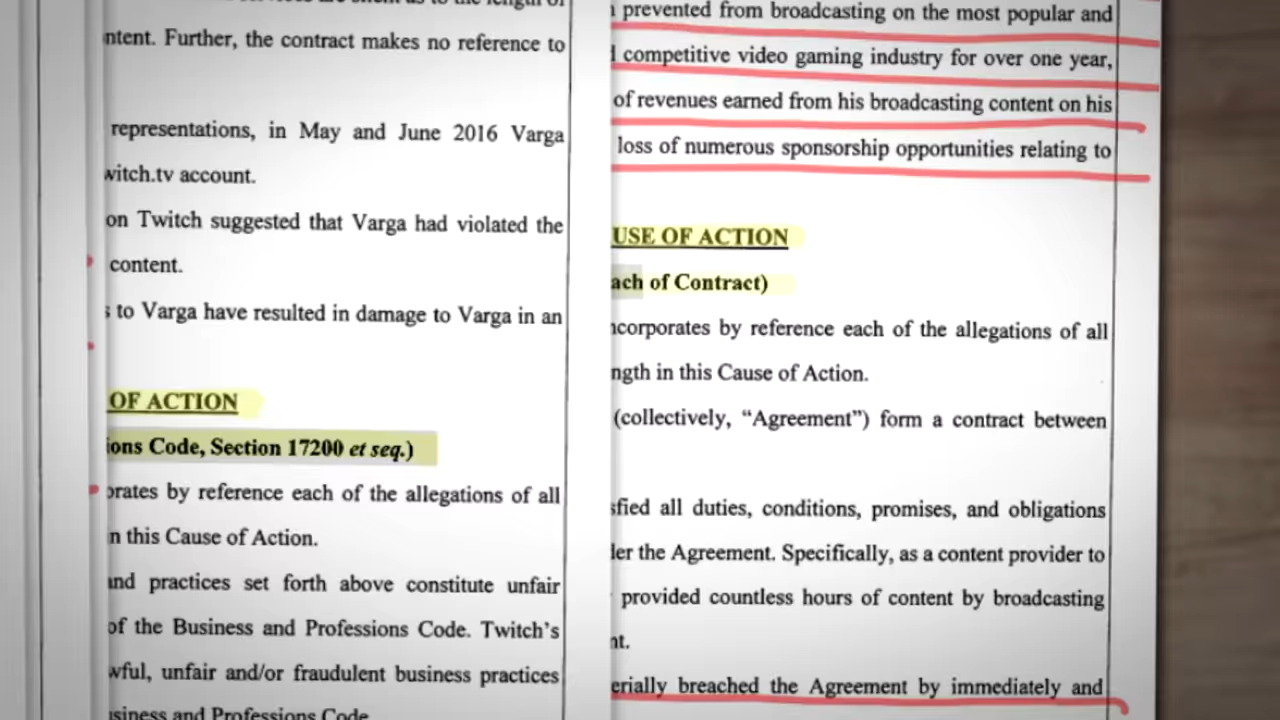 ntent. Further, the contract makes no reference to
representations, in May and June 2016 Varga
witch.tv account.
on Twitch suggested that Varga had violated the
content.
s to Varga have resulted in damage to Varga in an
OF ACTION
ions Code, Section 17200 et seq.)
orates by reference each of the allegations of all
n this Cause of Action.
and practices set forth above constitute unfair
of the Business and Professions Code. Twitch's
wful, unfair and/or fraudulent business practices
usiness and Professions Code
prevented from broadcasting on the most popular and
competitive video gaming industry for over one year,
of revenues earned from his broadcasting content on his
loss of numerous sponsorship opportunities relating to
USE OF ACTION
ach of Contract)
ncorporates by reference each of the allegations of all
ngth in this Cause of Action.
(collectively, “Agreement”) form a contract between
sfied all duties, conditions, promises, and obligations
der the Agreement. Specifically, as a content provider to
provided countless hours of content by broadcasting
nt.
erially breached the Agreement by immediately and